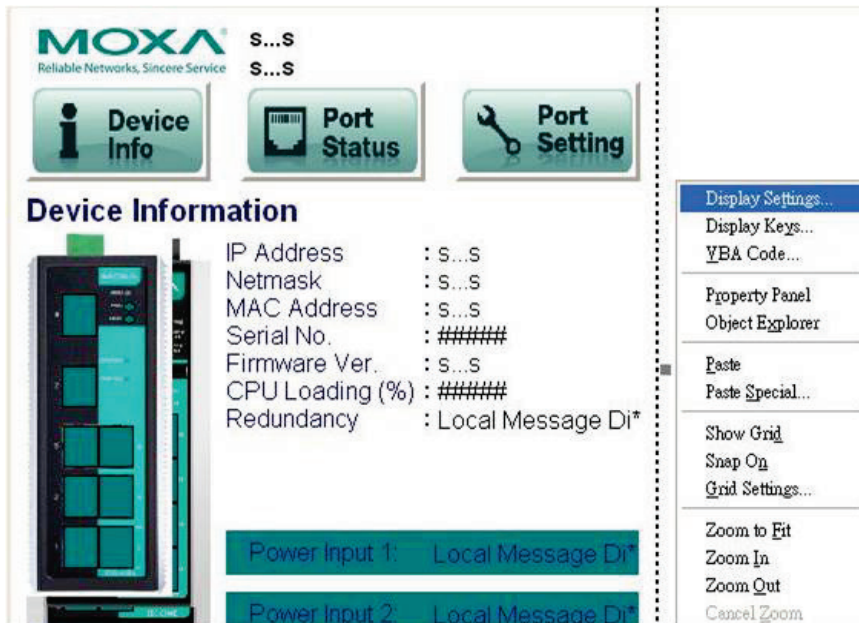 MOXA
Reliable Networks, Sincere Service
s...s
s...s
Device
Info
Port
Status
Port
Setting
Device Information
IP Address : s...s
Netmask : s...s
MAC Address : s...s
Serial No. : ######
Firmware Ver. : s...s
CPU Loading (%) : ######
Redundancy : Local Message Di*
Power Input 1: Local Message Di*
Power Input 2: Local Message Di*
Display Settings...
Display Keys...
VBA Code...
Property Panel
Object Explorer
Paste
Paste Special...
Show Grid
Snap On
Grid Settings...
Zoom to Fit
Zoom In
Zoom Out
Cancel Zoom